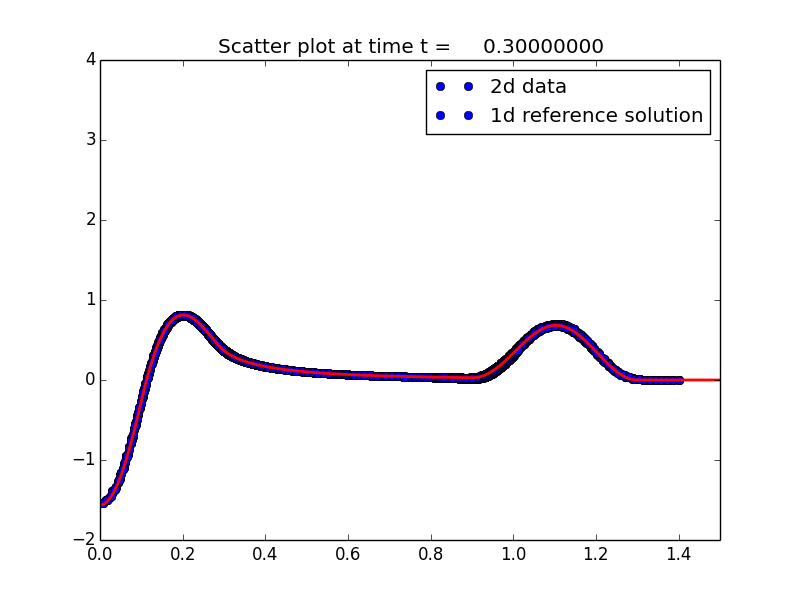 Scatter plot at time t =     0.30000000
4
2d data
1d reference solution
3
2
1
0
−1
−2
0.0 0.2 0.4 0.6 0.8 1.0 1.2 1.4